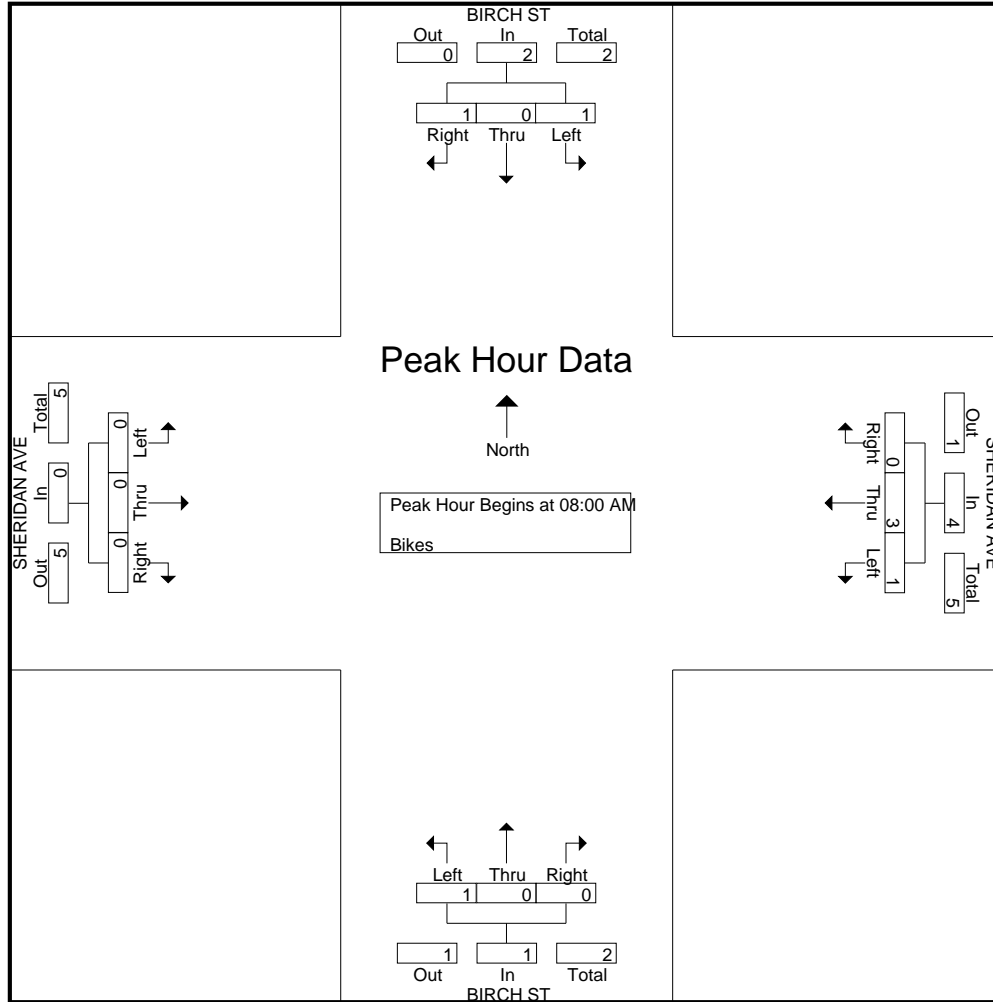 BIRCH ST
Out In Total
0 2 2
1 0 1
Right Thru Left
Peak Hour Data
North
Peak Hour Begins at 08:00 AM
Bikes
SHERIDAN AVE
Out In Total
5 0 5
0 0 0
Left Thru Right
SHERIDAN AVE
Out In Total
1 4 5
0 3 1
Right Thru Left
Left Thru Right
1 0 0
1 1 2
Out In Total
BIRCH ST